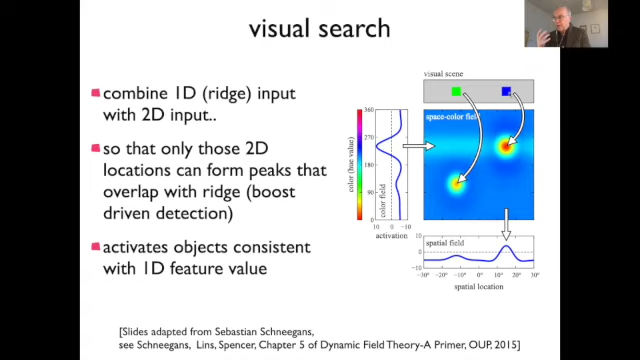 visual search
combine 1D (ridge) input
with 2D input..
so that only those 2D
locations can form peaks that
overlap with ridge (boost
driven detection)
activates objects consistent
with 1D feature value
visual scene
space-color field
360
270
180
90
0
color (hue value)
color field
10 0 -10
activation
spatial field
10
0
-10
-30° -20° -10° 0° 10° 20° 30°
spatial location
[Slides adapted from Sebastian Schneegans,
see Schneegans, Lins, Spencer, Chapter 5 of Dynamic Field Theory-A Primer, OUP, 2015]